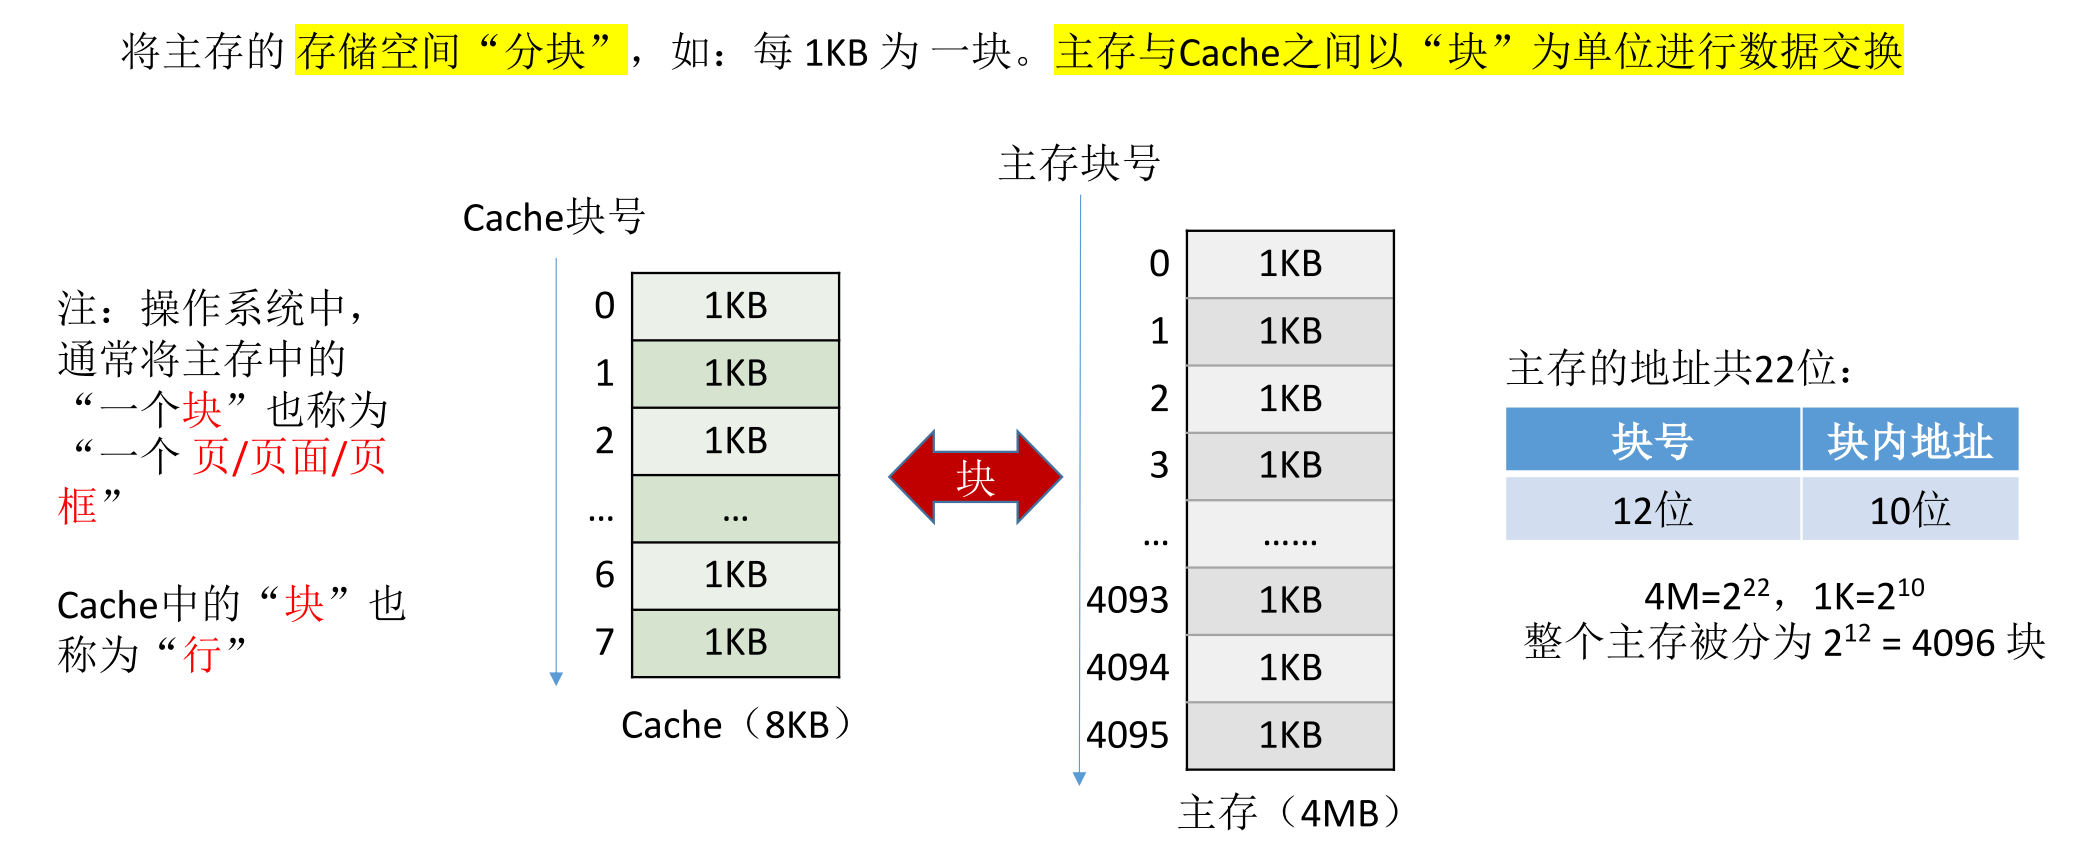 将主存的 存储空间“分块”，如：每 1KB 为 一块。主存与Cache之间以“块”为单位进行数据交换
注：操作系统中，
通常将主存中的
“一个块”也称为
“一个 页/页面/页
框”
Cache中的“块”也
称为“行”
Cache块号
0 1KB
1 1KB
2 1KB
... ...
6 1KB
7 1KB
Cache（8KB）
块
主存块号
0 1KB
1 1KB
2 1KB
3 1KB
... ……
4093 1KB
4094 1KB
4095 1KB
主存（4MB）
主存的地址共22位：
块号 块内地址
12位 10位
4M=2²²，1K=2¹⁰
整个主存被分为 2¹² = 4096 块